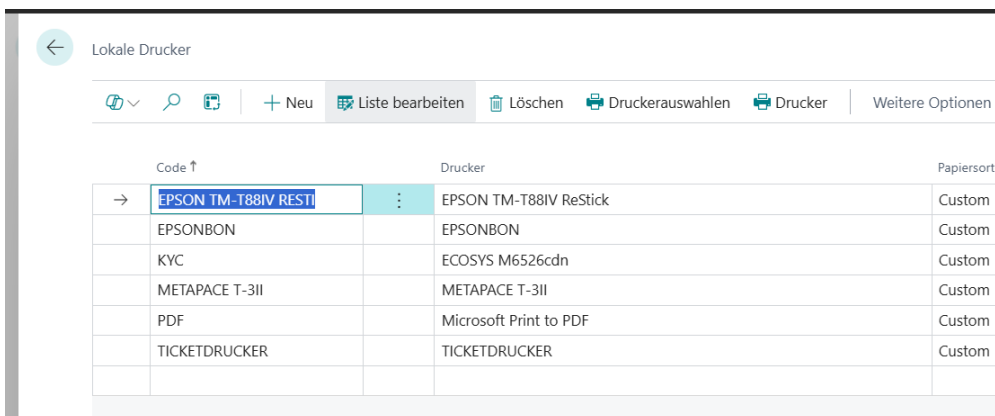 Lokale Drucker
Neu Liste bearbeiten Löschen Druckerauswahlen Drucker Weitere Optionen
Code ↑ Drucker Papiersort
EPSON TM-T88IV RESTI EPSON TM-T88IV ReStick Custom
EPSONBON EPSONBON Custom
KYC ECOSYS M6526cdn Custom
METAPACE T-3II METAPACE T-3II Custom
PDF Microsoft Print to PDF Custom
TICKETDRUCKER TICKETDRUCKER Custom